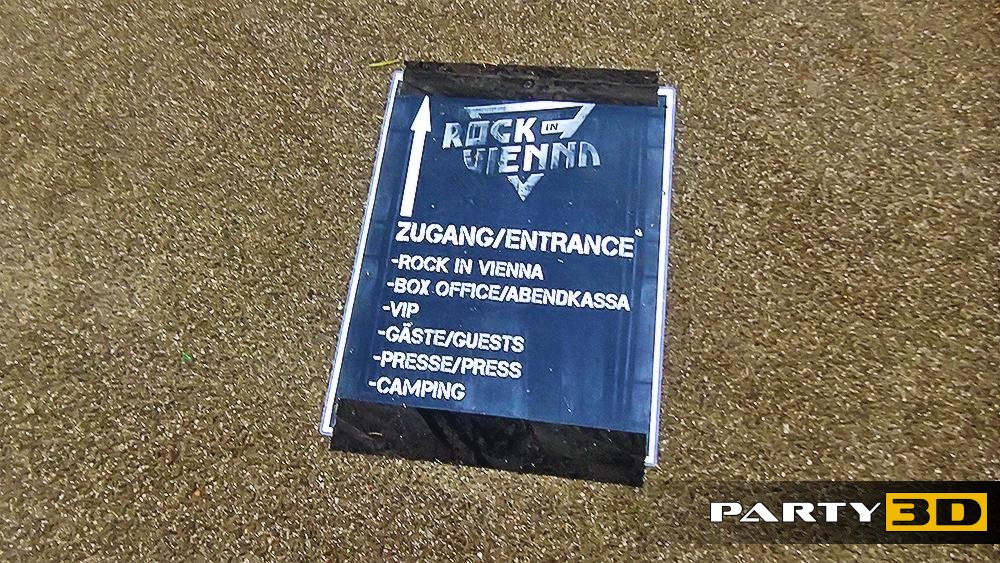 ROCK IN
VIENNA
ZUGANG/ENTRANCE
-ROCK IN VIENNA
-BOX OFFICE/ABENDKASSA
-VIP
-GÄSTE/GUESTS
-PRESSE/PRESS
-CAMPING
PARTY 3D